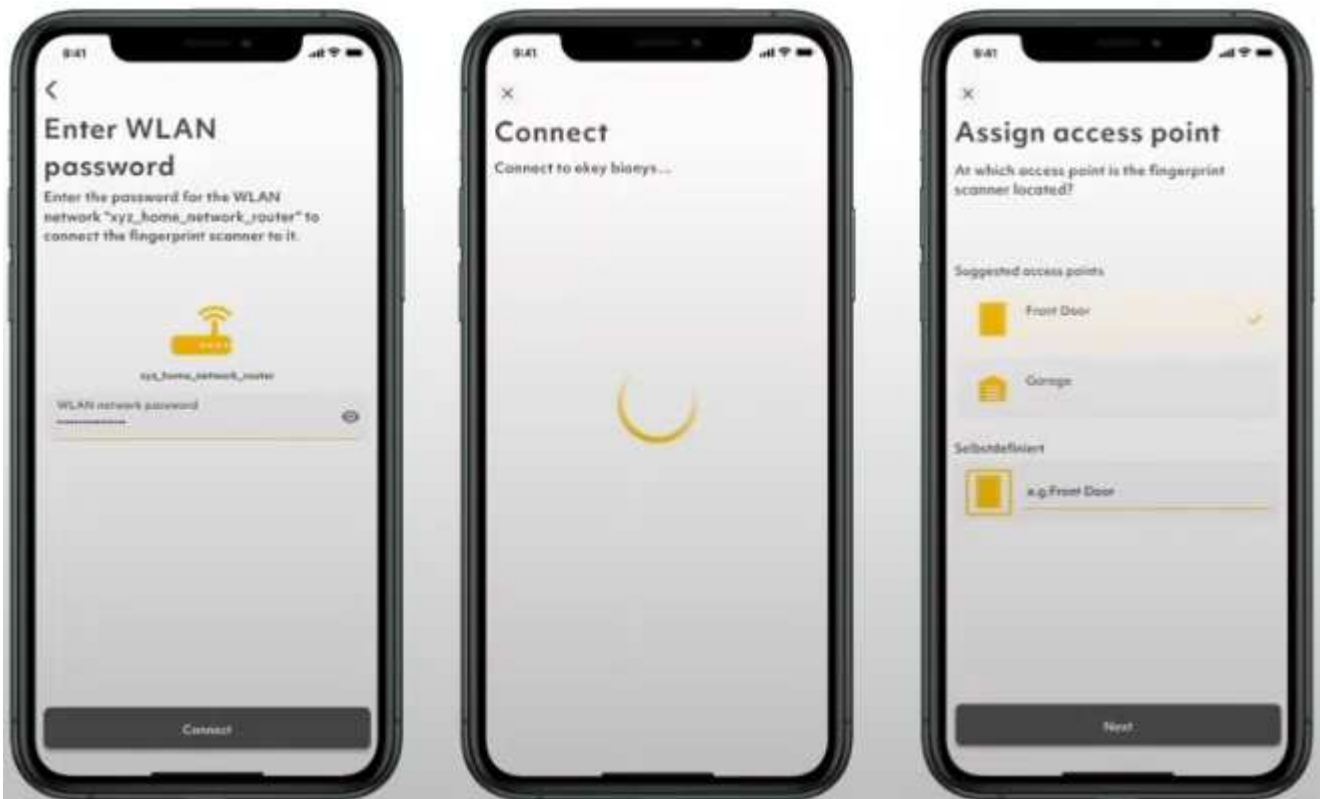 9:41
Enter WLAN
password
Enter the password for the WLAN
network "xyz_home_network_router" to
connect the fingerprint scanner to it.
xyz_home_network_router
WLAN network password
Connect
9:41
Connect
Connect to ekey bionys...
9:41
Assign access point
At which access point is the fingerprint
scanner located?
Suggested access points
Front Door
Garage
Selbstdefiniert
e.g.Front Door
Next